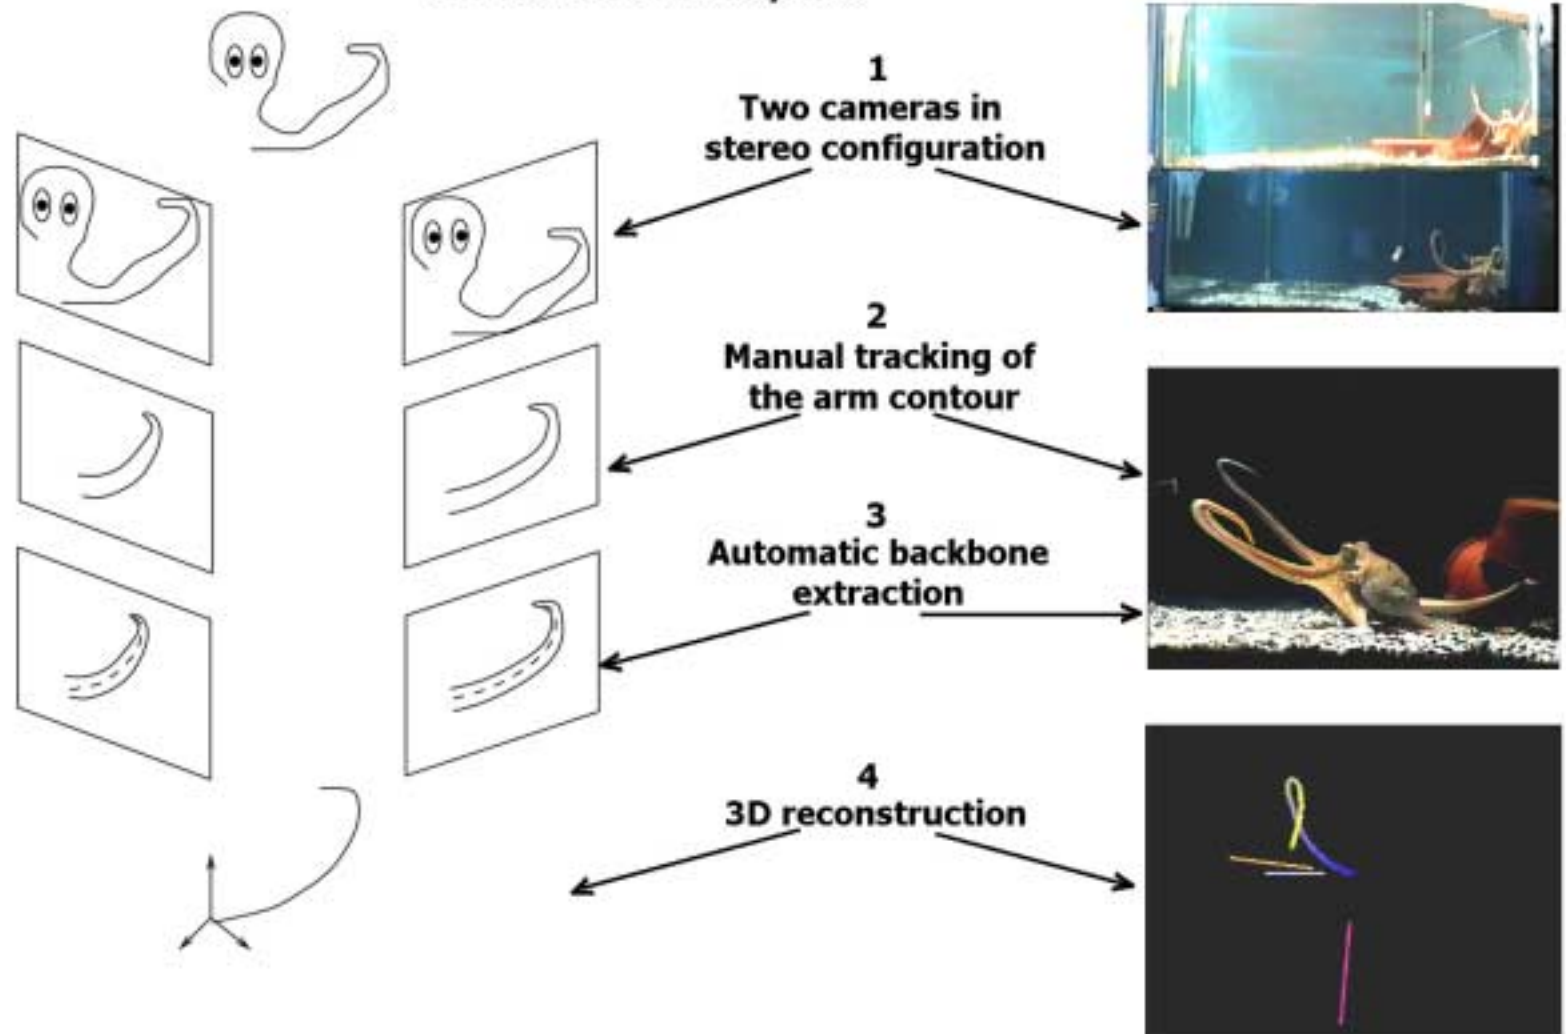 1
Two cameras in
stereo configuration
2
Manual tracking of
the arm contour
3
Automatic backbone
extraction
4
3D reconstruction